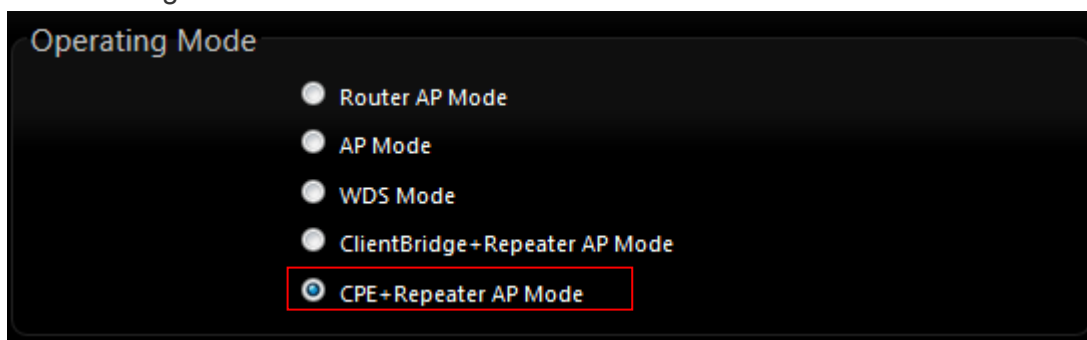 Operating Mode
Router AP Mode
AP Mode
WDS Mode
ClientBridge+Repeater AP Mode
CPE+Repeater AP Mode